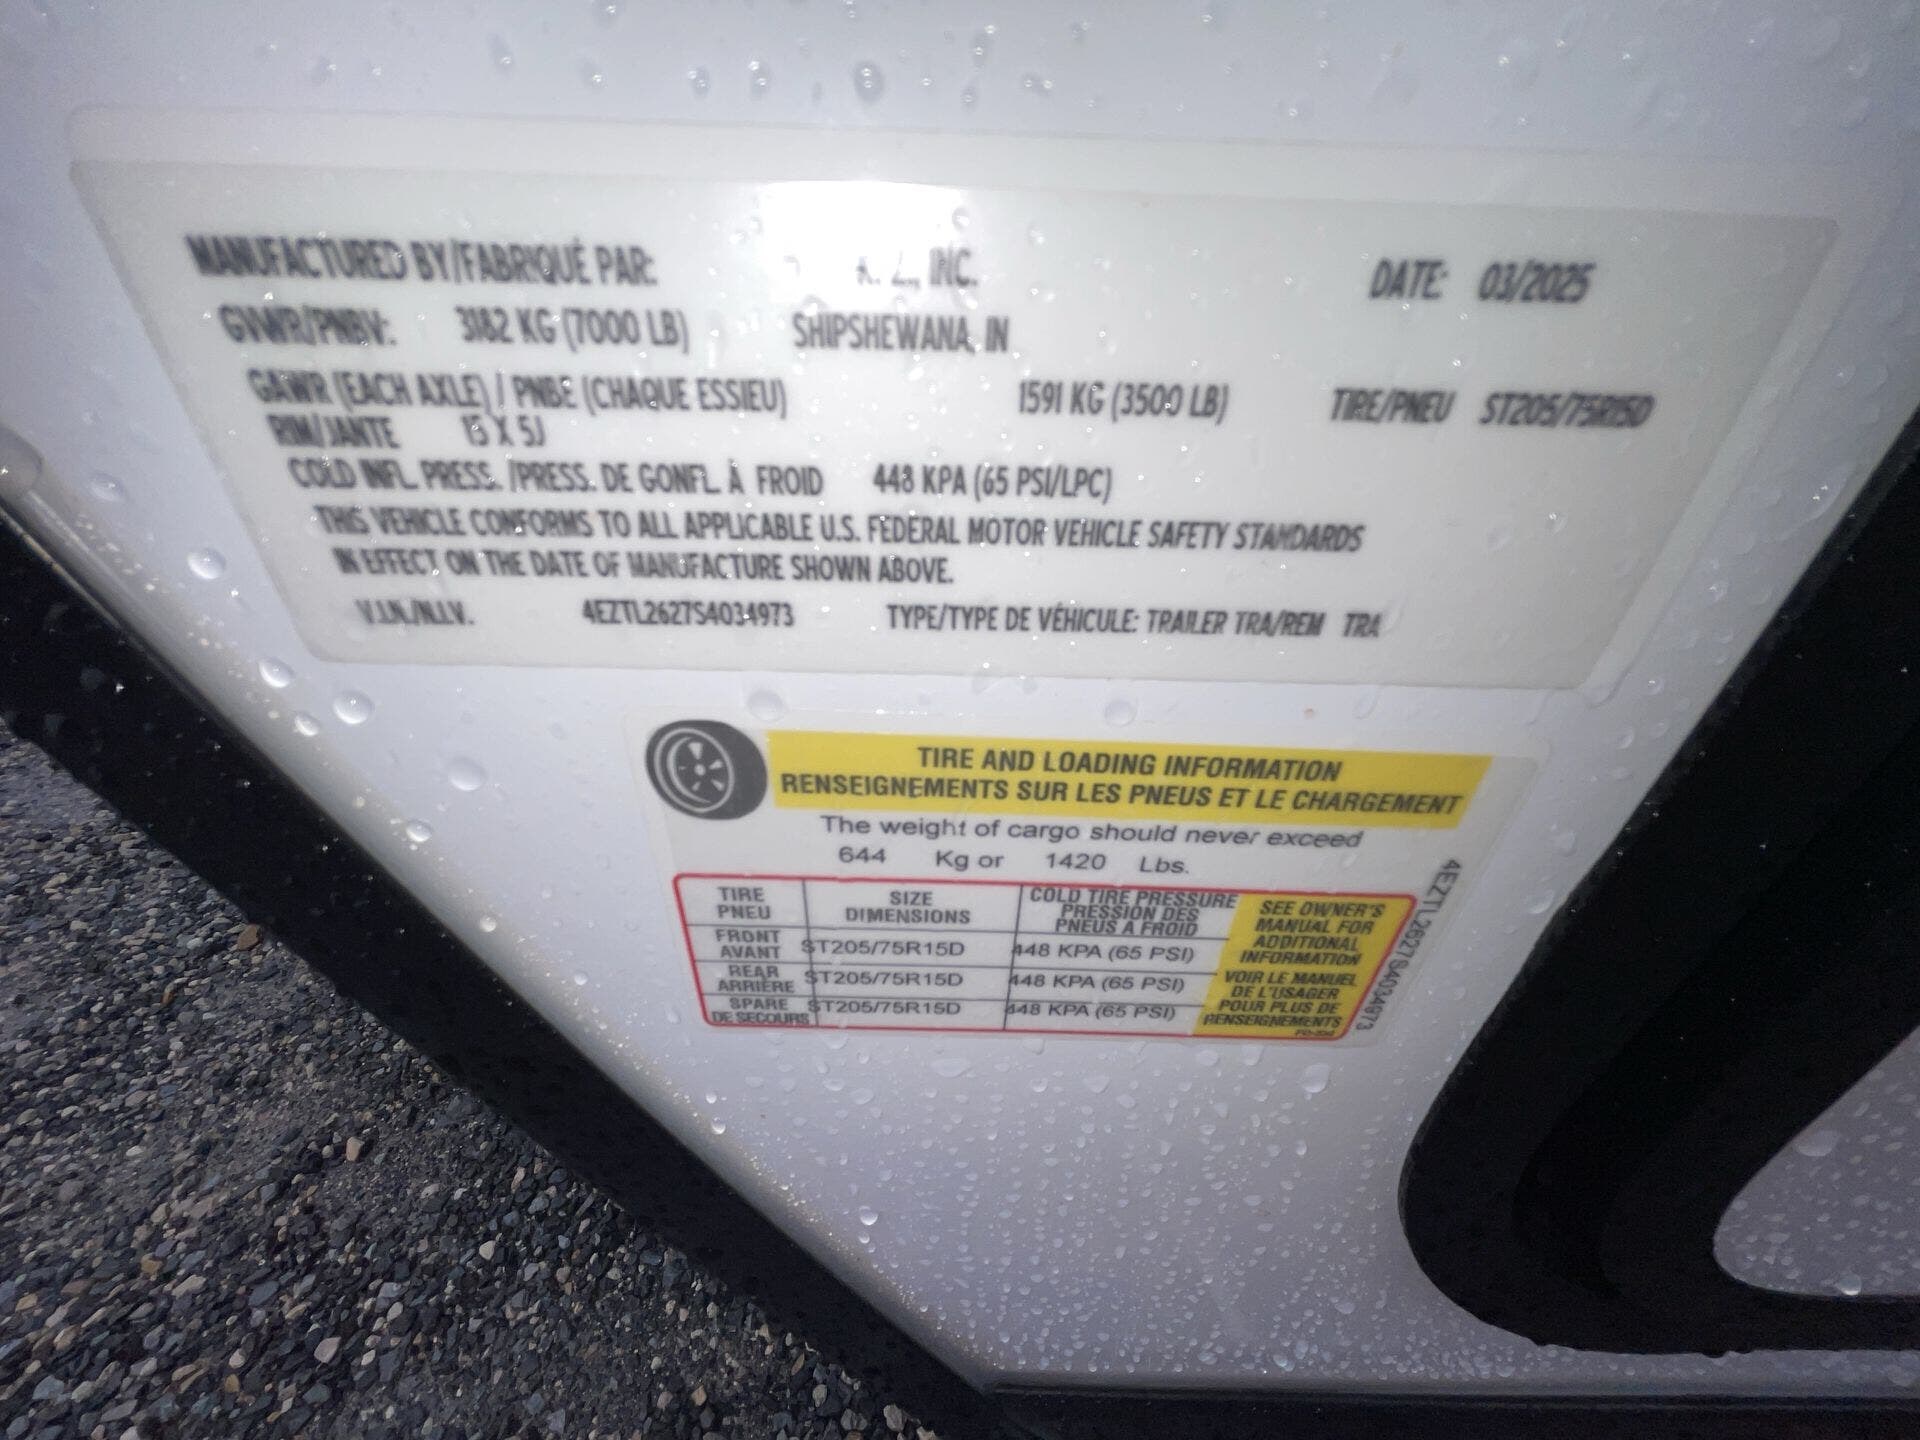 MANUFACTURED BY/FABRIQUÉ PAR: K. Z., INC. DATE: 03/2025
GVWR/PNBV: 3182 KG (7000 LB) SHIPSHEWANA, IN
GAWR (EACH AXLE) / PNBE (CHAQUE ESSIEU) 1591 KG (3500 LB) TIRE/PNEU ST205/75R15D
RIM/JANTE 15 X 5J
COLD INFL. PRESS. /PRESS. DE GONFL. À FROID 448 KPA (65 PSI/LPC)
THIS VEHICLE CONFORMS TO ALL APPLICABLE U.S. FEDERAL MOTOR VEHICLE SAFETY STANDARDS
IN EFFECT ON THE DATE OF MANUFACTURE SHOWN ABOVE.
V.I.N./N.I.V. 4EZTL2627S4034973 TYPE/TYPE DE VÉHICULE: TRAILER TRA/REM TRA
TIRE AND LOADING INFORMATION
RENSEIGNEMENTS SUR LES PNEUS ET LE CHARGEMENT
The weight of cargo should never exceed
644 Kg or 1420 Lbs.
TIRE
PNEU
SIZE
DIMENSIONS
COLD TIRE PRESSURE
PRESSION DES
PNEUS A FROID
FRONT
AVANT
ST205/75R15D
448 KPA (65 PSI)
REAR
ARRIÈRE
ST205/75R15D
448 KPA (65 PSI)
SPARE
DE SECOURS
ST205/75R15D
448 KPA (65 PSI)
SEE OWNER'S
MANUAL FOR
ADDITIONAL
INFORMATION
VOIR LE MANUEL
DE L'USAGER
POUR PLUS DE
RENSEIGNEMENTS
4EZTL2627S4034973